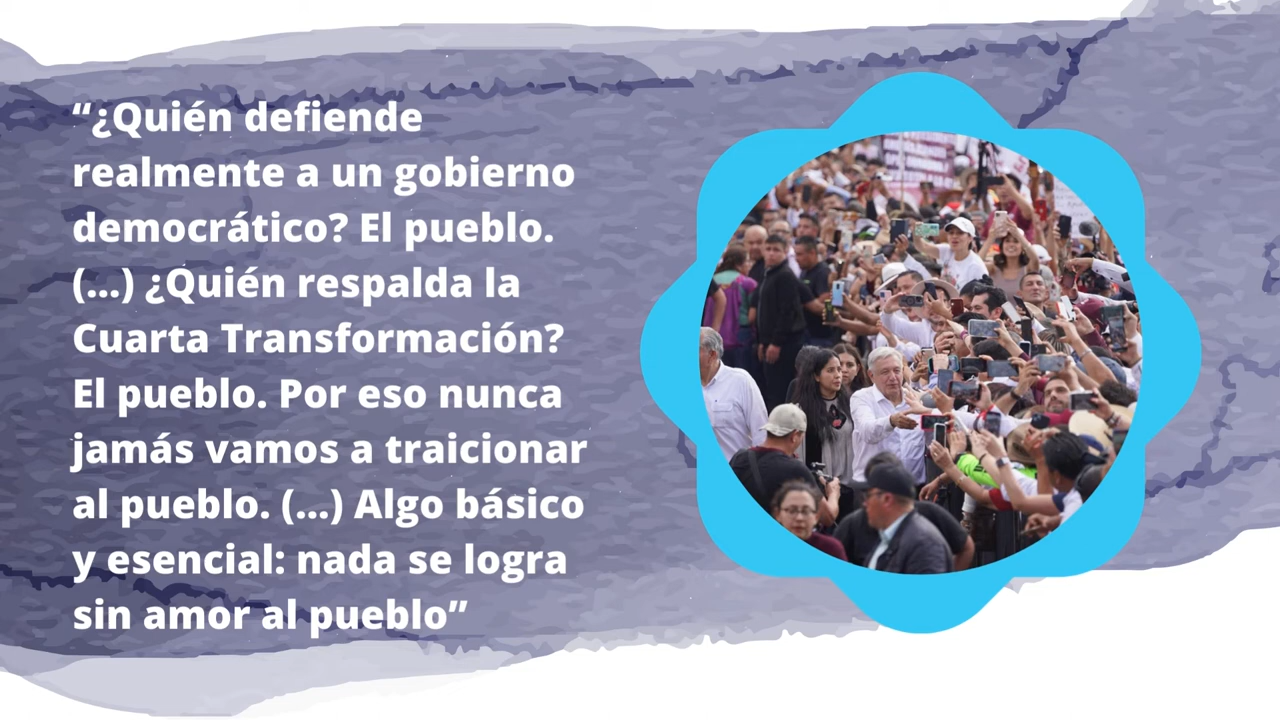 “¿Quién defiende
realmente a un gobierno
democrático? El pueblo.
(...) ¿Quién respalda la
Cuarta Transformación?
El pueblo. Por eso nunca
jamás vamos a traicionar
al pueblo. (...) Algo básico
y esencial: nada se logra
sin amor al pueblo”